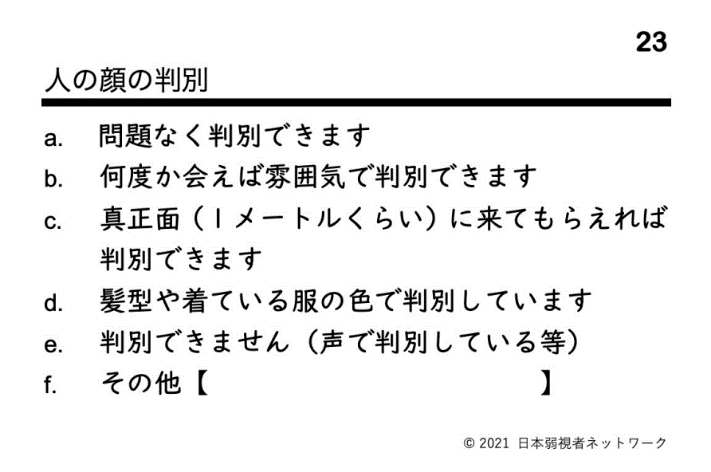 23
人の顔の判別
a. 問題なく判別できます
b. 何度か会えば雰囲気で判別できます
c. 真正面（1メートルくらい）に来てもらえれば
判別できます
d. 髪型や着ている服の色で判別しています
e. 判別できません（声で判別している等）
f. その他【　　　　　　　　　　　　】
© 2021 日本弱視者ネットワーク